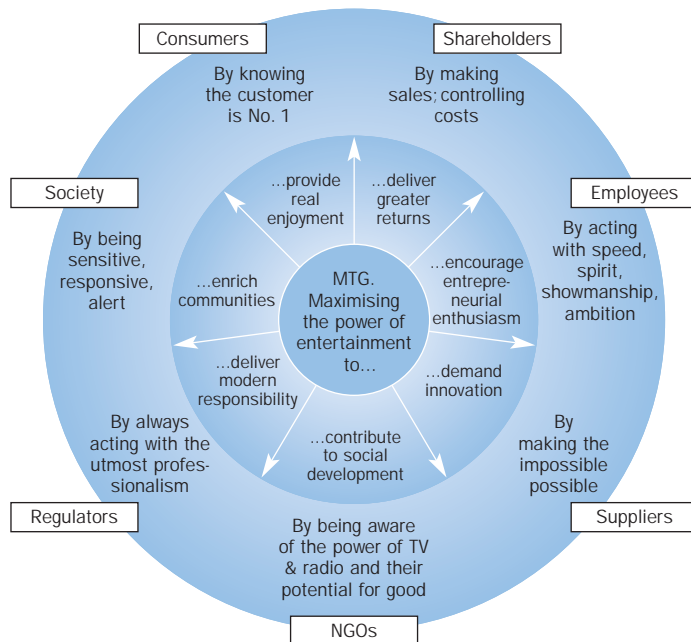 Consumers
By knowing
the customer
is No. 1
Shareholders
By making
sales; controlling
costs
Society
By being
sensitive,
responsive,
alert
Employees
By acting
with speed,
spirit,
showmanship,
ambition
...provide
real
enjoyment
...deliver
greater
returns
...enrich
communities
MTG.
Maximising
the power of
entertainment
to...
...encourage
entrepre-
neurial
enthusiasm
...deliver
modern
responsibility
...demand
innovation
...contribute
to social
development
By always
acting with the
utmost profes-
sionalism
Regulators
By
making the
impossible
possible
Suppliers
By being aware
of the power of TV
& radio and their
potential for good
NGOs